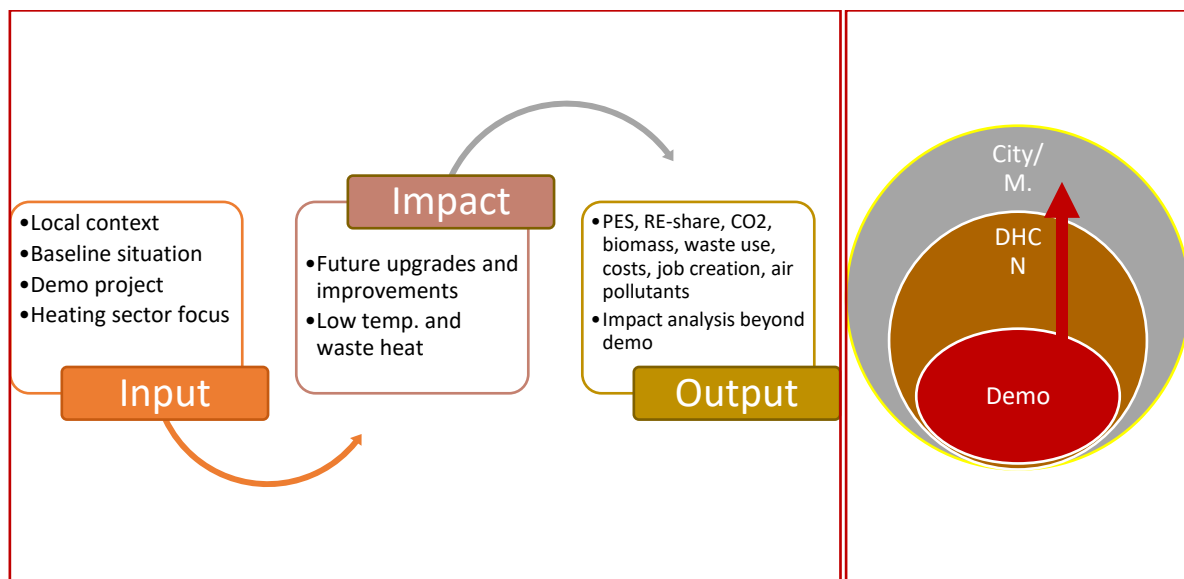 •Local context
•Baseline situation
•Demo project
•Heating sector focus
Input
Impact
•Future upgrades and
improvements
•Low temp. and
waste heat
•PES, RE-share, CO2,
biomass, waste use,
costs, job creation, air
pollutants
•Impact analysis beyond
demo
Output
City/
M.
DHC
N
Demo